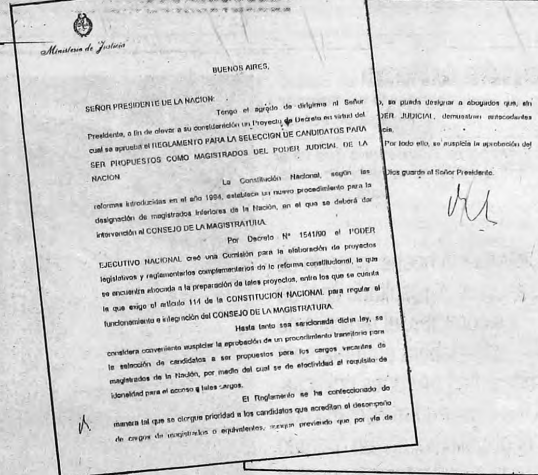 Ministerio de Justicia
BUENOS AIRES,
SEÑOR PRESIDENTE DE LA NACION:
Tengo el agrado de dirigirme al Señor
Presidente, a fin de elevar a su consideración un Proyecto de Decreto en virtud del
cual se aprueba el REGLAMENTO PARA LA SELECCION DE CANDIDATOS PARA
SER PROPUESTOS COMO MAGISTRADOS DEL PODER JUDICIAL DE LA
NACION.
La Constitución Nacional, según las
reformas introducidas en el año 1994, establece un nuevo procedimiento para la
designación de magistrados inferiores de la Nación, en el que se deberá dar
intervención al CONSEJO DE LA MAGISTRATURA.
Por Decreto N° el PODER
EJECUTIVO NACIONAL creó una Comisión para la elaboración de proyectos
legislativos y reglamentarios complementarios de la reforma constitucional, la que
se encuentra abocada a la preparación de tales proyectos, entre los que se cuenta
la que exige el artículo 114 de la CONSTITUCION NACIONAL para regular el
funcionamiento e integración del CONSEJO DE LA MAGISTRATURA.
Hasta tanto sea sancionada dicha ley, se
considera conveniente auspiciar la aprobación de un procedimiento transitorio para
la selección de candidatos a ser propuestos para los cargos vacantes de
magistrados de la Nación, por medio del cual se de efectividad al requisito de
idoneidad para el acceso a tales cargos.
El Reglamento se ha confeccionado de
manera tal que se otorgue prioridad a los candidatos que acrediten el desempeño
de cargos de magistrados o equivalentes, aunque previendo que por vía de
o, se pueda designar a abogados que, sin
DER JUDICIAL, demuestren antecedentes
cia.
Por todo ello, se auspicia la aprobación del
Dios guarde al Señor Presidente.